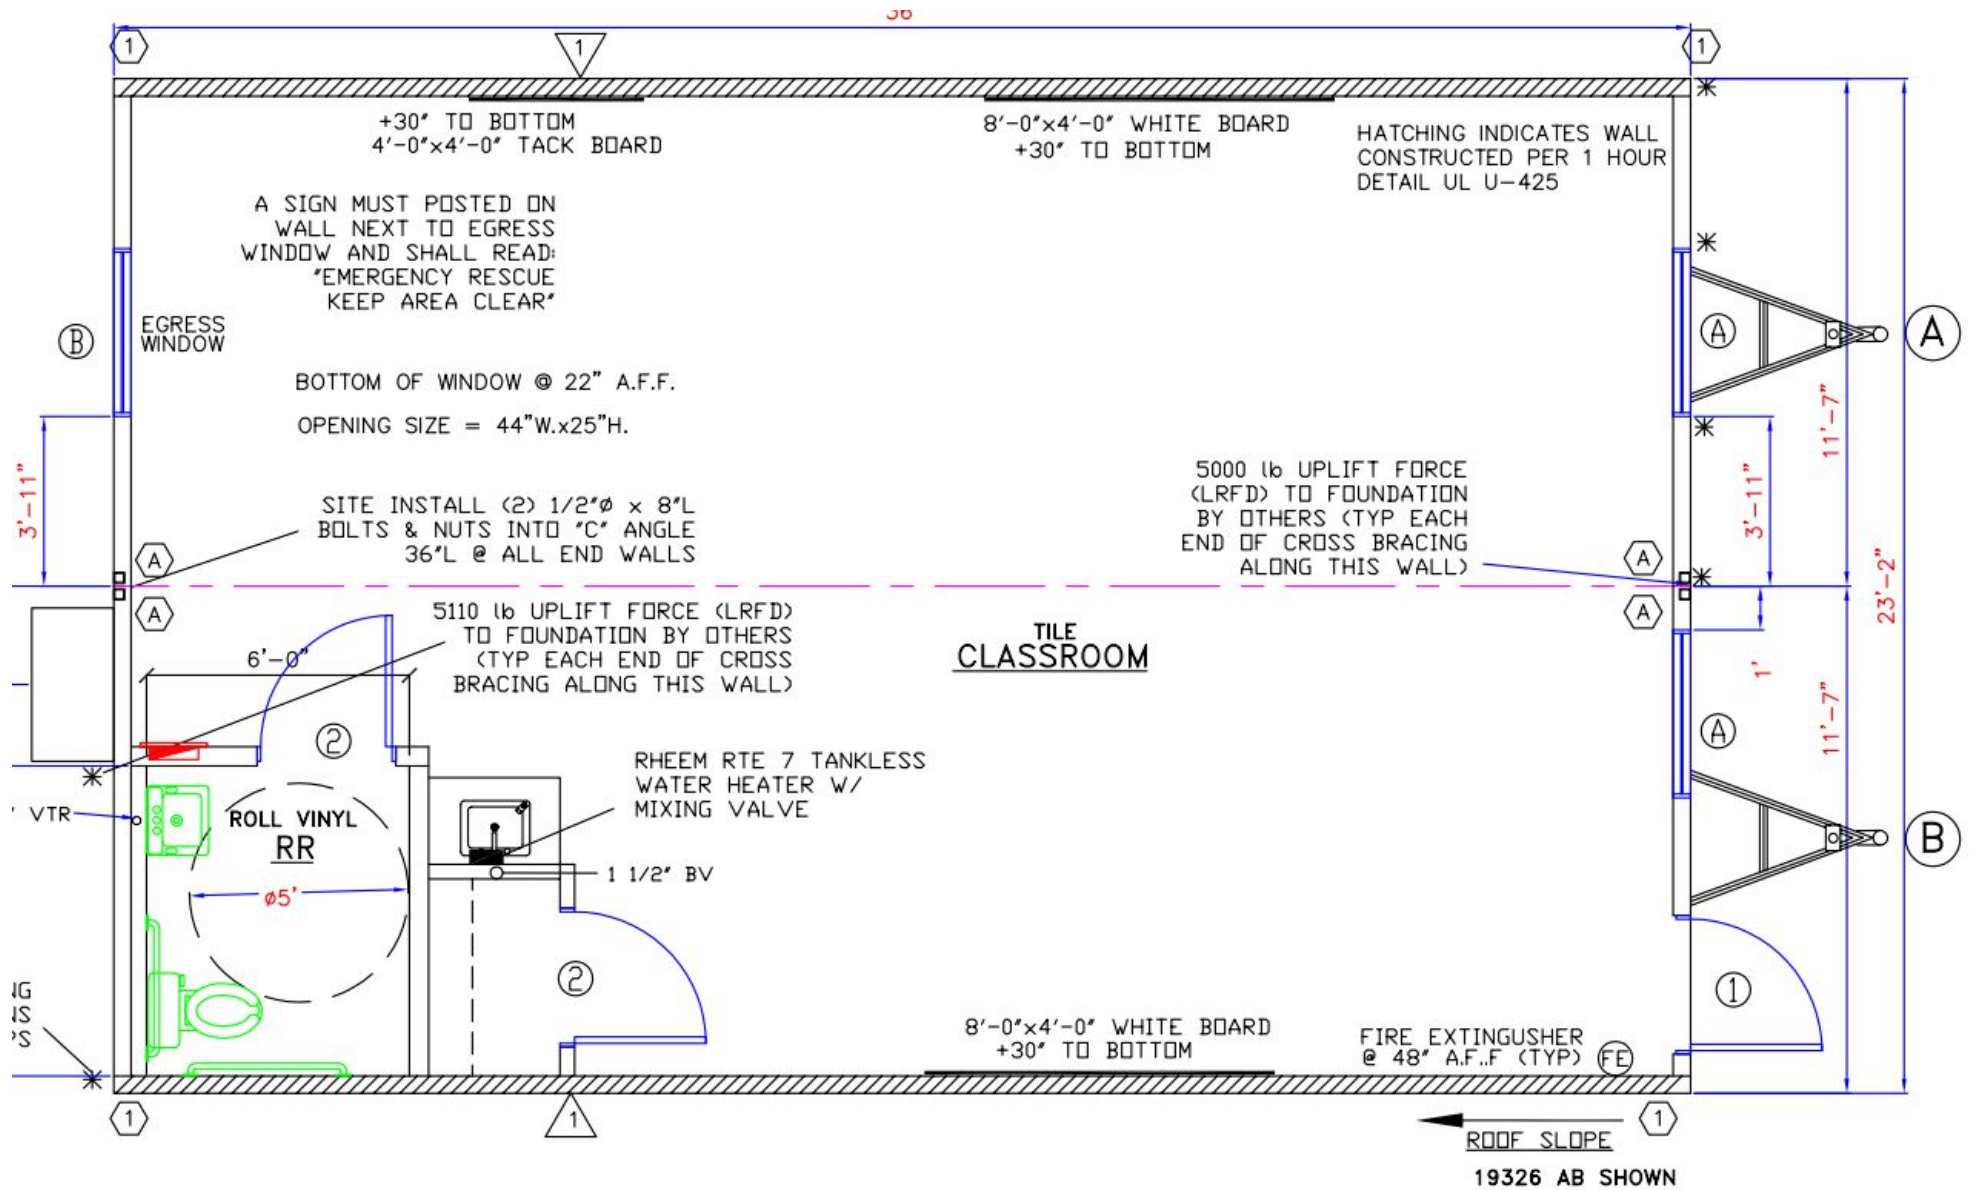 36'
1
1
1
+30" TO BOTTOM
4'-0"x4'-0" TACK BOARD
8'-0"x4'-0" WHITE BOARD
+30" TO BOTTOM
HATCHING INDICATES WALL
CONSTRUCTED PER 1 HOUR
DETAIL UL U-425
A SIGN MUST POSTED ON
WALL NEXT TO EGRESS
WINDOW AND SHALL READ:
"EMERGENCY RESCUE
KEEP AREA CLEAR"
B
EGRESS
WINDOW
A
A
BOTTOM OF WINDOW @ 22" A.F.F.
OPENING SIZE = 44"W.x25"H.
11'-7"
3'-11"
3'-11"
SITE INSTALL (2) 1/2"ø x 8"L
BOLTS & NUTS INTO "C" ANGLE
36"L @ ALL END WALLS
5000 lb UPLIFT FORCE
(LRFD) TO FOUNDATION
BY OTHERS (TYP EACH
END OF CROSS BRACING
ALONG THIS WALL)
A
A
A
A
23'-2"
5110 lb UPLIFT FORCE (LRFD)
TO FOUNDATION BY OTHERS
(TYP EACH END OF CROSS
BRACING ALONG THIS WALL)
TILE
CLASSROOM
6'-0"
1'
11'-7"
2
A
RHEEM RTE 7 TANKLESS
WATER HEATER W/
MIXING VALVE
VTR
ROLL VINYL
RR
B
1 1/2" BV
ø5'
2
1
8'-0"x4'-0" WHITE BOARD
+30" TO BOTTOM
FIRE EXTINGUSHER
@ 48" A.F..F (TYP)
FE
1
1
1
ROOF SLOPE
19326 AB SHOWN